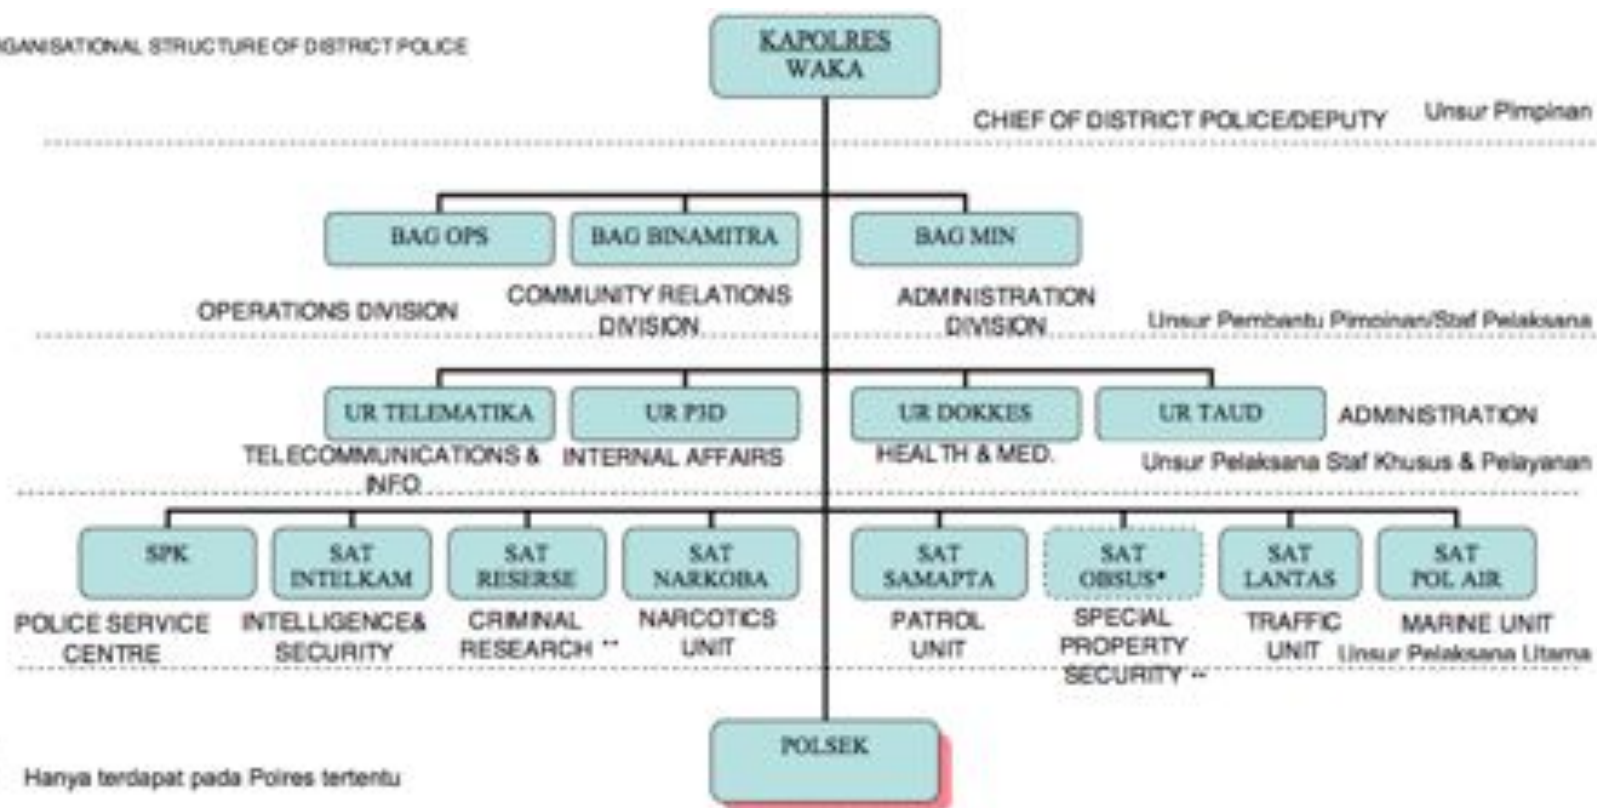 GANISATIONAL STRUCTURE OF DISTRICT POLICE
KAPOLRES
WAKA
CHIEF OF DISTRICT POLICE/DEPUTY
Unsur Pimpinan
BAG OPS
BAG BINAMITRA
BAG MIN
OPERATIONS DIVISION
COMMUNITY RELATIONS
DIVISION
ADMINISTRATION
DIVISION
Unsur Pembantu Pimpinan/Staf Pelaksana
UR TELEMATIKA
UR P3D
UR DOKKES
UR TAUD
ADMINISTRATION
TELECOMMUNICATIONS &
INFO
INTERNAL AFFAIRS
HEALTH & MED.
Unsur Pelaksana Staf Khusus & Pelayanan
SPK
SAT
INTELKAM
SAT
RESERSE
SAT
NARKOBA
SAT
SAMAPTA
SAT
OBSUS*
SAT
LANTAS
SAT
POL AIR
POLICE SERVICE
CENTRE
INTELLIGENCE&
SECURITY
CRIMINAL
RESEARCH **
NARCOTICS
UNIT
PATROL
UNIT
SPECIAL
PROPERTY
SECURITY **
TRAFFIC
UNIT
MARINE UNIT
Unsur Pelaksana Utama
POLSEK
Hanya terdapat pada Polres tertentu